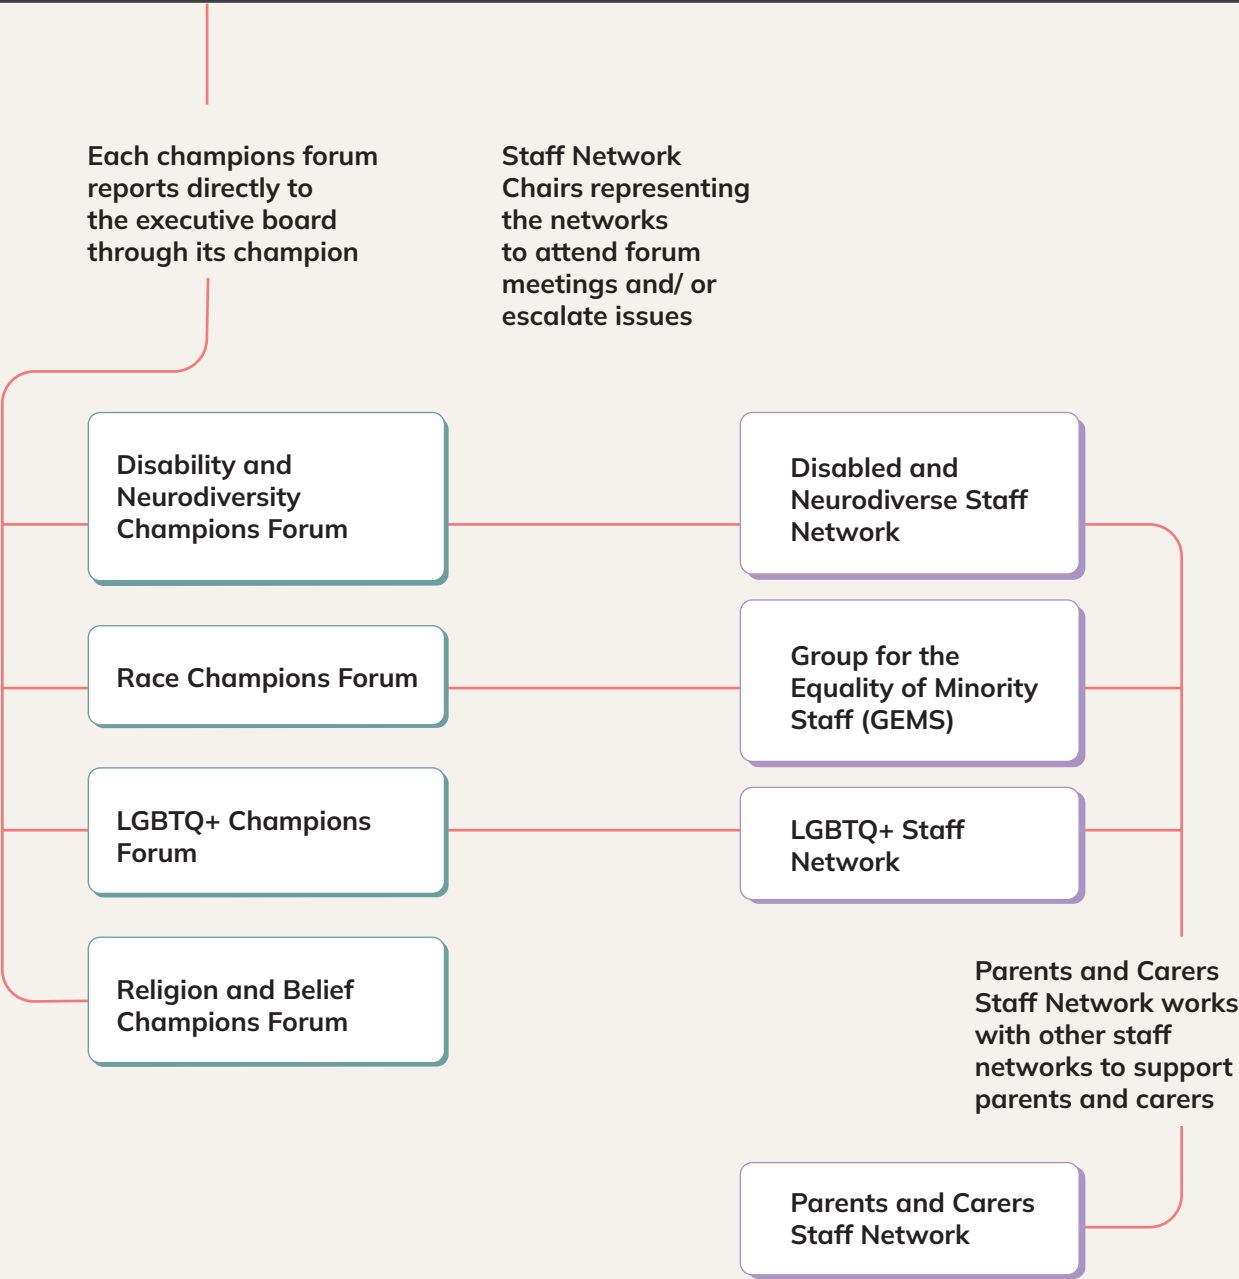 Each champions forum
reports directly to
the executive board
through its champion
Staff Network
Chairs representing
the networks
to attend forum
meetings and/ or
escalate issues
Disability and
Neurodiversity
Champions Forum
Disabled and
Neurodiverse Staff
Network
Race Champions Forum
Group for the
Equality of Minority
Staff (GEMS)
LGBTQ+ Champions
Forum
LGBTQ+ Staff
Network
Religion and Belief
Champions Forum
Parents and Carers
Staff Network works
with other staff
networks to support
parents and carers
Parents and Carers
Staff Network